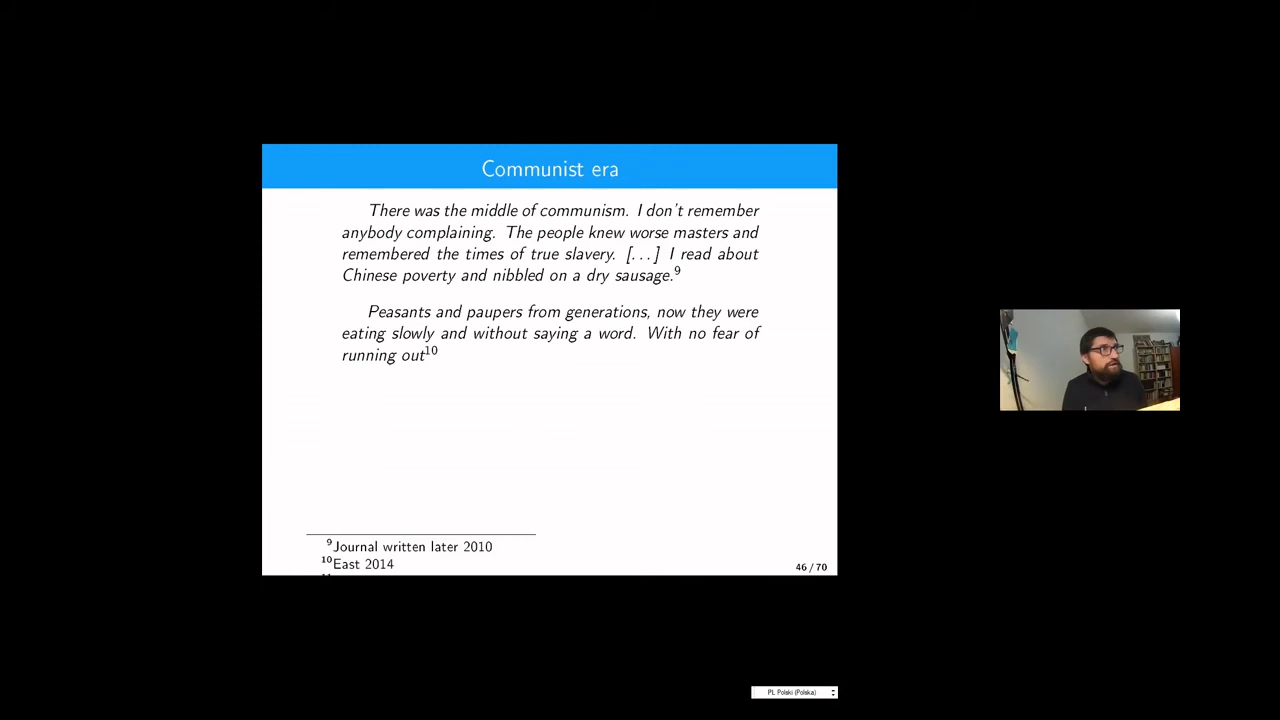 Communist era
There was the middle of communism. I don't remember
anybody complaining. The people knew worse masters and
remembered the times of true slavery. [...] I read about
Chinese poverty and nibbled on a dry sausage.9
Peasants and paupers from generations, now they were
eating slowly and without saying a word. With no fear of
running out10
9Journal written later 2010
10East 2014
46 / 70
PL Polski (Polska)